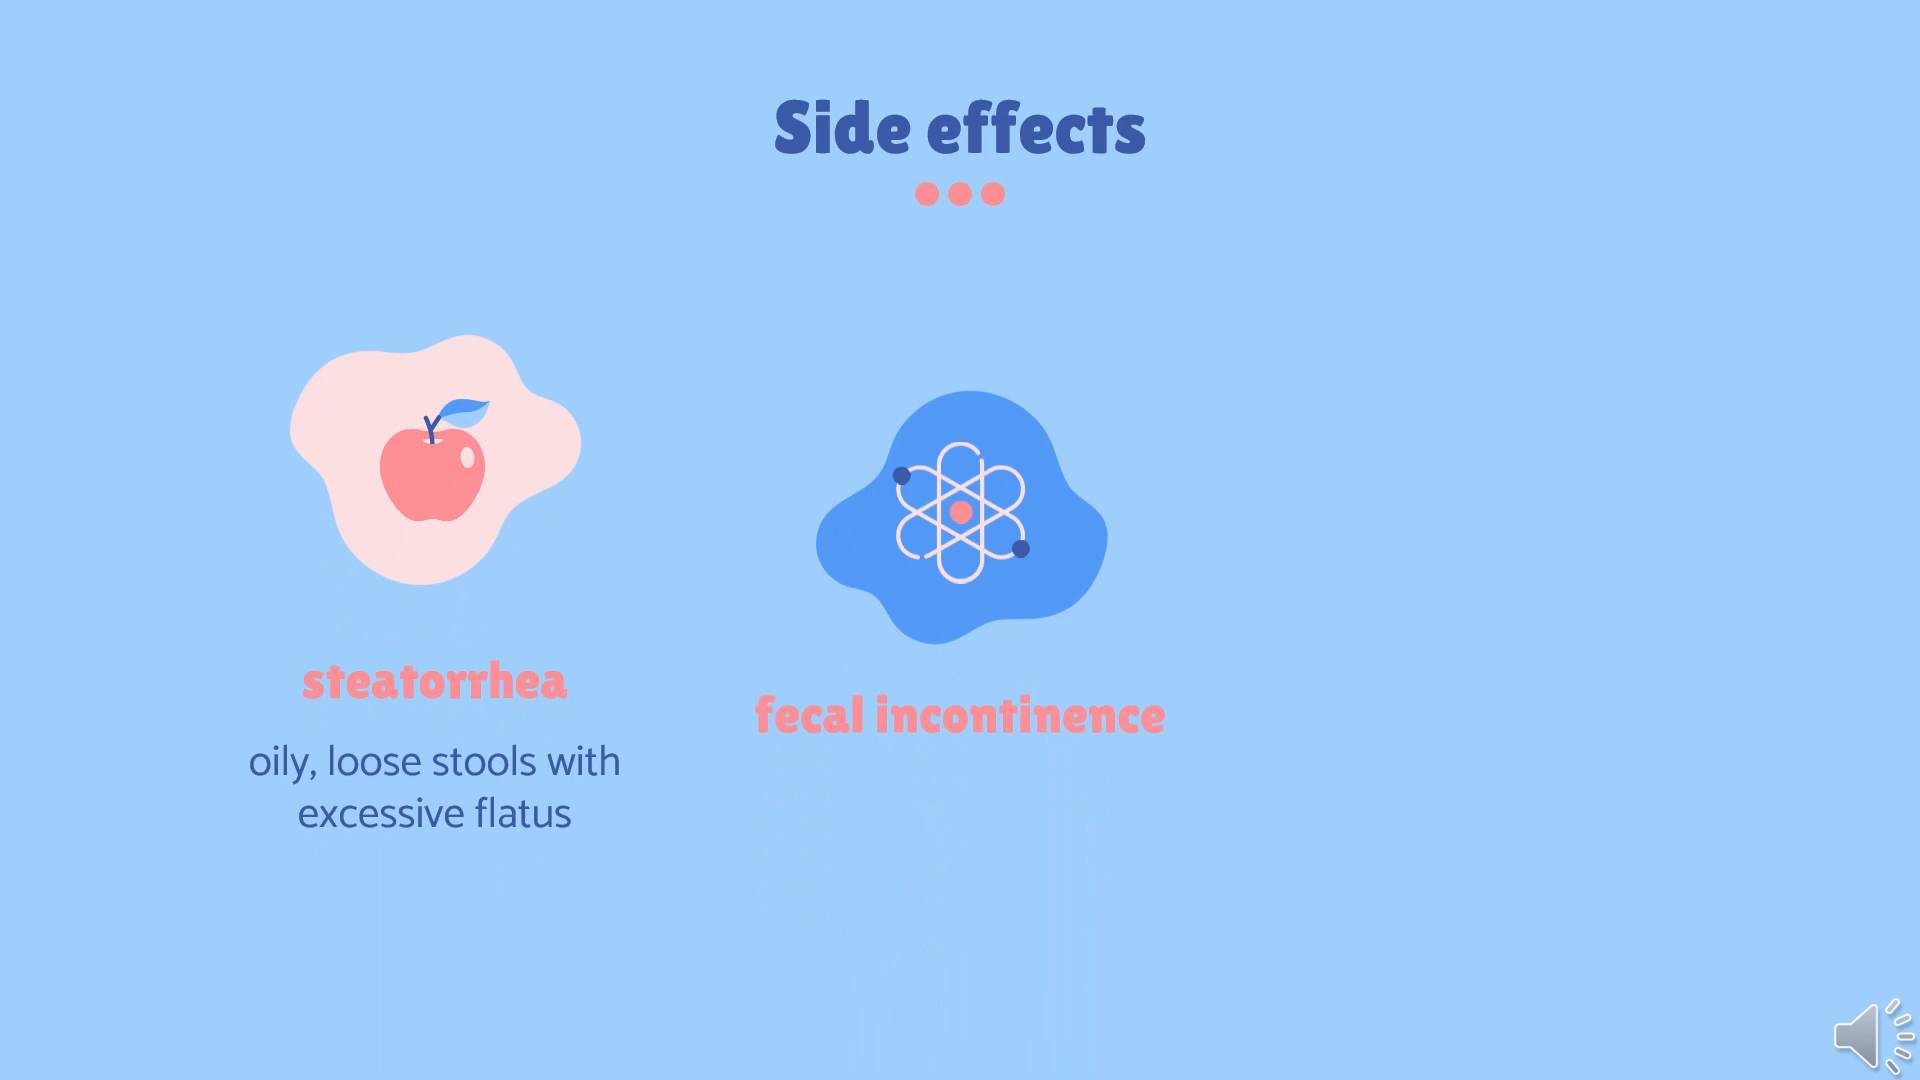 Side effects
steatorrhea
oily, loose stools with
excessive flatus
fecal incontinence